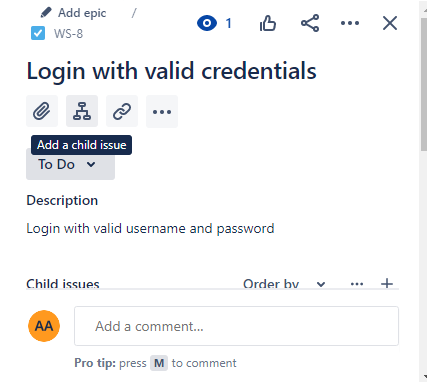 Add epic /
WS-8
1
Login with valid credentials
Add a child issue
To Do
Description
Login with valid username and password
Child issues Order by
AA Add a comment...
Pro tip: press M to comment